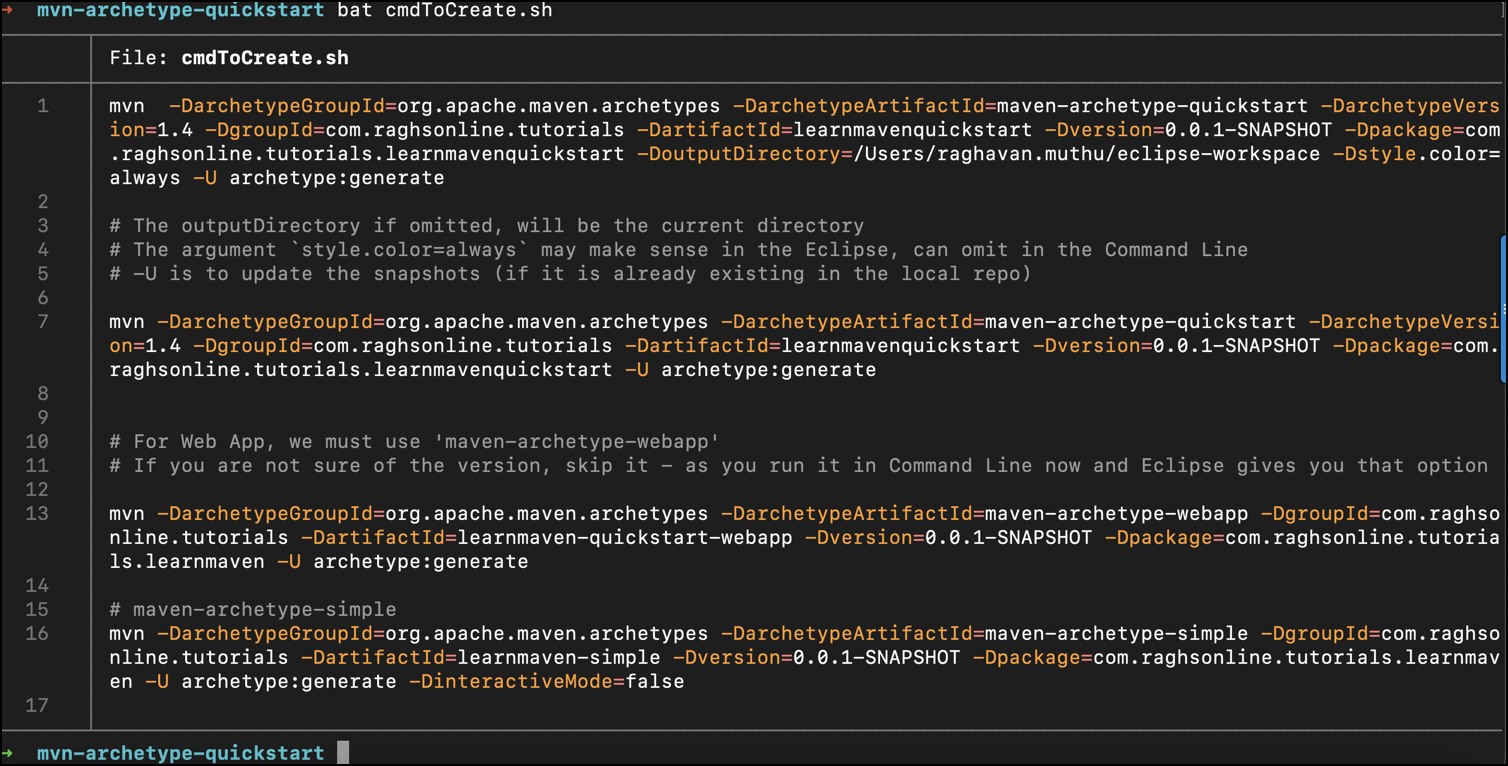 → mvn-archetype-quickstart bat cmdToCreate.sh
File: cmdToCreate.sh
1 mvn  -DarchetypeGroupId=org.apache.maven.archetypes -DarchetypeArtifactId=maven-archetype-quickstart -DarchetypeVers
ion=1.4 -DgroupId=com.raghsonline.tutorials -DartifactId=learnmavenquickstart -Dversion=0.0.1-SNAPSHOT -Dpackage=com
.raghsonline.tutorials.learnmavenquickstart -DoutputDirectory=/Users/raghavan.muthu/eclipse-workspace -Dstyle.color=
always -U archetype:generate
2
3 # The outputDirectory if omitted, will be the current directory
4 # The argument `style.color=always` may make sense in the Eclipse, can omit in the Command Line
5 # -U is to update the snapshots (if it is already existing in the local repo)
6
7 mvn -DarchetypeGroupId=org.apache.maven.archetypes -DarchetypeArtifactId=maven-archetype-quickstart -DarchetypeVersi
on=1.4 -DgroupId=com.raghsonline.tutorials -DartifactId=learnmavenquickstart -Dversion=0.0.1-SNAPSHOT -Dpackage=com.
raghsonline.tutorials.learnmavenquickstart -U archetype:generate
8
9
10 # For Web App, we must use 'maven-archetype-webapp'
11 # If you are not sure of the version, skip it - as you run it in Command Line now and Eclipse gives you that option
12
13 mvn -DarchetypeGroupId=org.apache.maven.archetypes -DarchetypeArtifactId=maven-archetype-webapp -DgroupId=com.raghso
nline.tutorials -DartifactId=learnmaven-quickstart-webapp -Dversion=0.0.1-SNAPSHOT -Dpackage=com.raghsonline.tutoria
ls.learnmaven -U archetype:generate
14
15 # maven-archetype-simple
16 mvn -DarchetypeGroupId=org.apache.maven.archetypes -DarchetypeArtifactId=maven-archetype-simple -DgroupId=com.raghso
nline.tutorials -DartifactId=learnmaven-simple -Dversion=0.0.1-SNAPSHOT -Dpackage=com.raghsonline.tutorials.learnmav
en -U archetype:generate -DinteractiveMode=false
17
→ mvn-archetype-quickstart